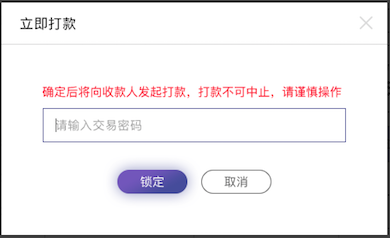 立即打款
确定后将向收款人发起打款，打款不可中止，请谨慎操作
请输入交易密码
锁定
取消